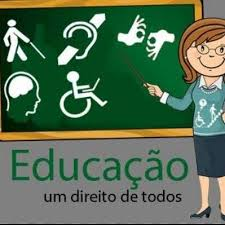 Educação
um direito de todos